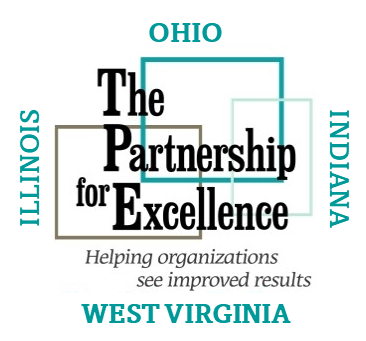 OHIO
ILLINOIS
The
Partnership
for Excellence
INDIANA
Helping organizations
see improved results
WEST VIRGINIA